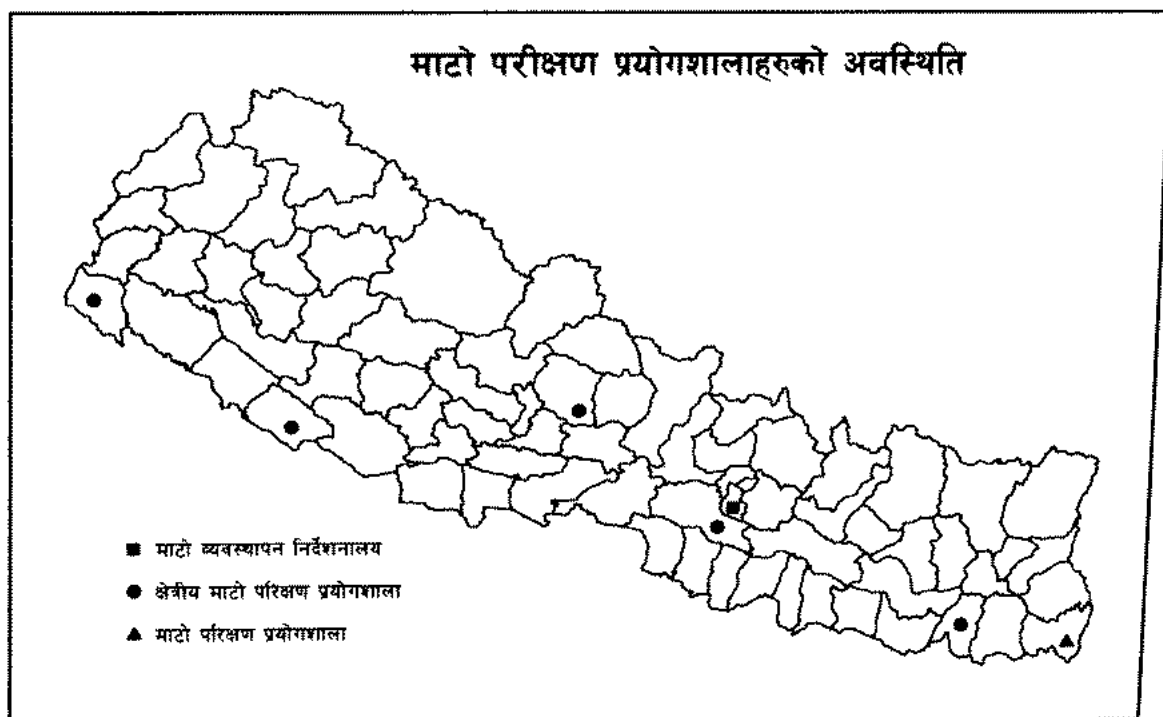 माटो परीक्षण प्रयोगशालाहरुको अवस्थिति
माटो व्यवस्थापन निर्देशनालय
क्षेत्रीय माटो परिक्षण प्रयोगशाला
माटो परिक्षण प्रयोगशाला